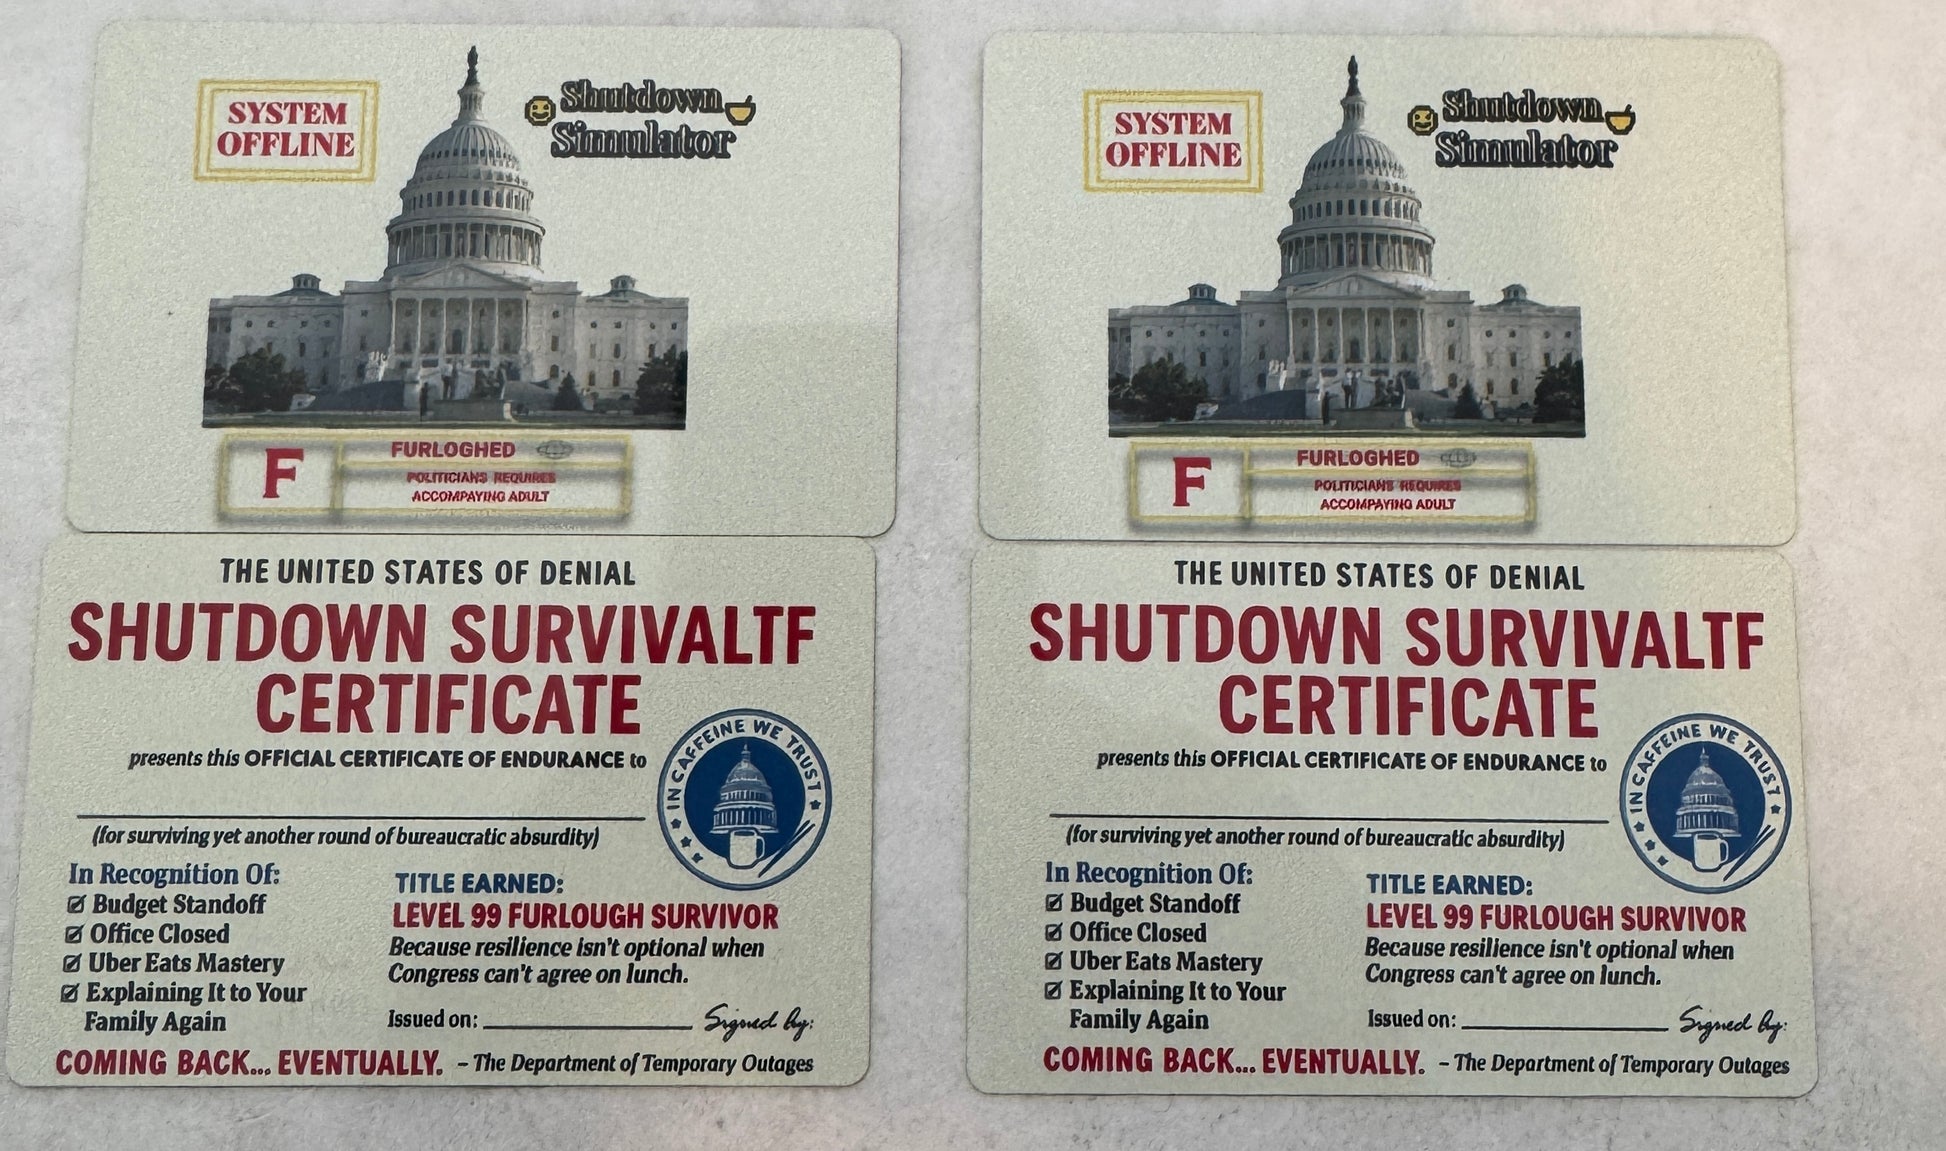 SYSTEM
OFFLINE
Shutdown
Simulator
F
FURLOGHED
POLITICIANS REQUIRES
ACCOMPAYING ADULT
SYSTEM
OFFLINE
Shutdown
Simulator
F
FURLOGHED
POLITICIANS REQUIRES
ACCOMPAYING ADULT
THE UNITED STATES OF DENIAL
SHUTDOWN SURVIVALTF
CERTIFICATE
presents this OFFICIAL CERTIFICATE OF ENDURANCE to
IN CAFFEINE WE TRUST
(for surviving yet another round of bureaucratic absurdity)
In Recognition Of:
Budget Standoff
Office Closed
Uber Eats Mastery
Explaining It to Your
Family Again
TITLE EARNED:
LEVEL 99 FURLOUGH SURVIVOR
Because resilience isn't optional when
Congress can't agree on lunch.
Issued on: Signed by:
COMING BACK... EVENTUALLY. – The Department of Temporary Outages
THE UNITED STATES OF DENIAL
SHUTDOWN SURVIVALTF
CERTIFICATE
presents this OFFICIAL CERTIFICATE OF ENDURANCE to
IN CAFFEINE WE TRUST
(for surviving yet another round of bureaucratic absurdity)
In Recognition Of:
Budget Standoff
Office Closed
Uber Eats Mastery
Explaining It to Your
Family Again
TITLE EARNED:
LEVEL 99 FURLOUGH SURVIVOR
Because resilience isn't optional when
Congress can't agree on lunch.
Issued on: Signed by:
COMING BACK... EVENTUALLY. – The Department of Temporary Outages